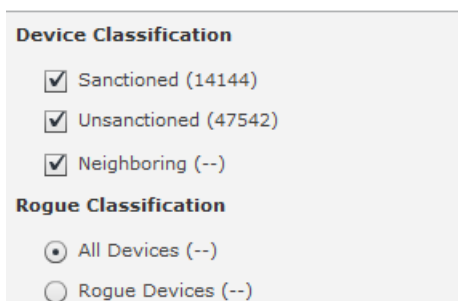 Device Classification
Sanctioned (14144)
Unsanctioned (47542)
Neighboring (--)
Rogue Classification
All Devices (--)
Rogue Devices (--)